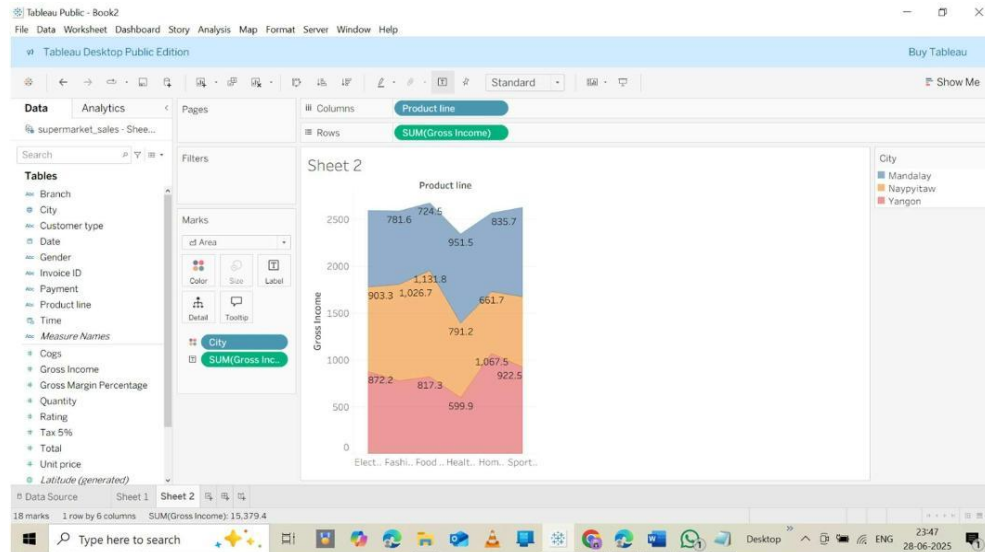 Tableau Public - Book2
File Data Worksheet Dashboard Story Analysis Map Format Server Window Help
Tableau Desktop Public Edition
Buy Tableau
Standard
Show Me
Data
Analytics
supermarket_sales - Shee...
Search
Tables
Abc Branch
City
Abc Customer type
Date
Abc Gender
Abc Invoice ID
Abc Payment
Abc Product line
Time
Abc Measure Names
Cogs
Gross Income
Gross Margin Percentage
Quantity
Rating
Tax 5%
Total
Unit price
Latitude (generated)
Pages
Filters
Marks
Area
Color
Size
Label
Detail
Tooltip
City
SUM(Gross Inc..
Columns
Product line
Rows
SUM(Gross Income)
Sheet 2
Product line
Gross Income
2500
2000
1500
1000
500
0
781.6
724.5
835.7
951.5
903.3
1,026.7
1,131.8
661.7
791.2
872.2
817.3
1,067.5
922.5
599.9
Elect.. Fashi.. Food .. Healt.. Hom.. Sport..
City
Mandalay
Naypyitaw
Yangon
Data Source
Sheet 1
Sheet 2
18 marks 1 row by 6 columns SUM(Gross Income): 15,379.4
Type here to search
Desktop
ENG
23:47
28-06-2025